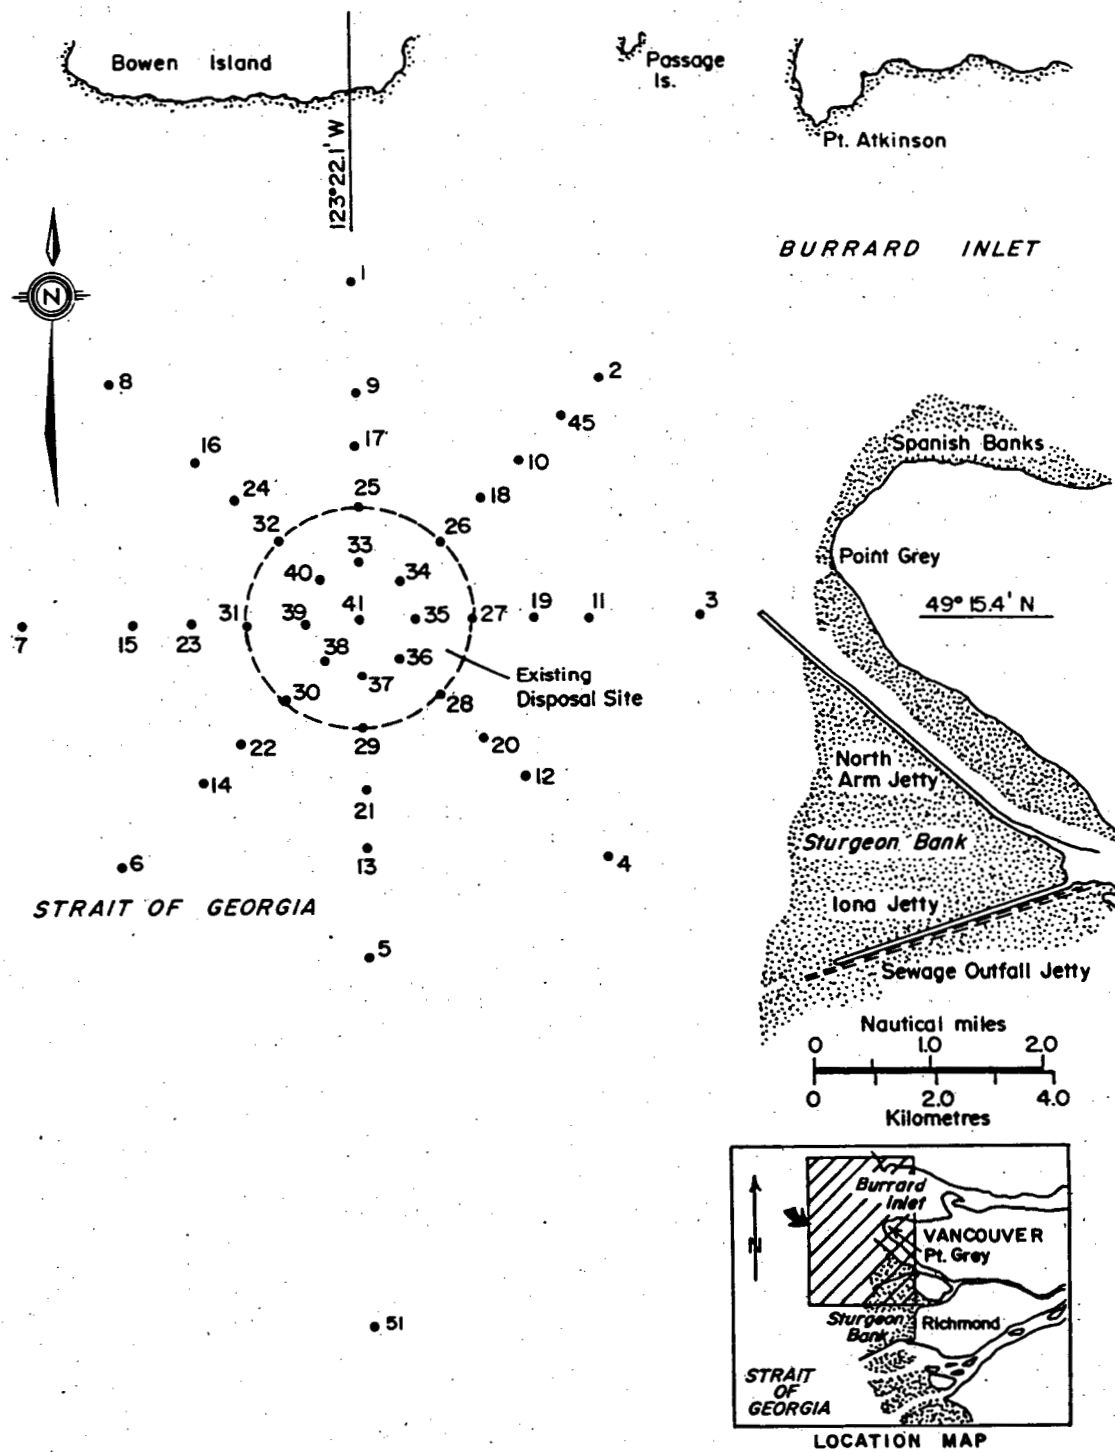 Bowen Island
Passage
Is.
Pt. Atkinson
123°22.1' W
BURRARD INLET
N
1
2
8
9
45
17
10
16
24
18
25
32
26
33
40
34
Spanish Banks
Point Grey
49° 15.4' N
7
15
23
31
39
41
35
27
19
11
3
38
36
37
30
28
29
Existing
Disposal Site
22
20
14
12
21
13
6
4
5
North
Arm Jetty
Sturgeon Bank
Iona Jetty
Sewage Outfall Jetty
STRAIT OF GEORGIA
Nautical miles
0 1.0 2.0
0 2.0 4.0
Kilometres
51
N
Burrard
Inlet
VANCOUVER
Pt. Grey
Sturgeon
Bank
Richmond
STRAIT
OF
GEORGIA
LOCATION MAP